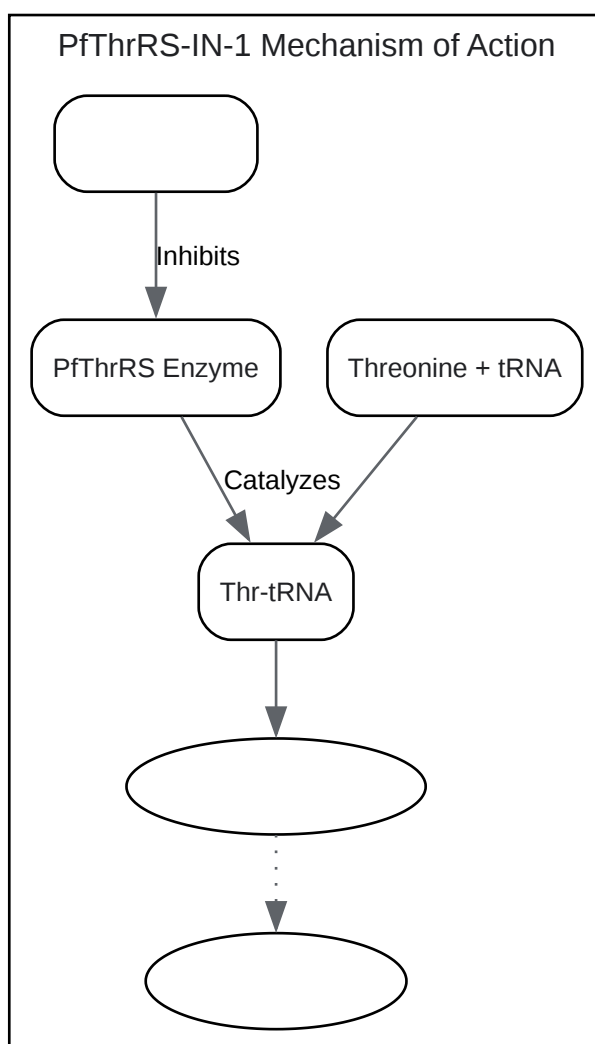 PfThrRS-IN-1 Mechanism of Action
Inhibits
PfThrRS Enzyme
Threonine + tRNA
Catalyzes
Thr-tRNA